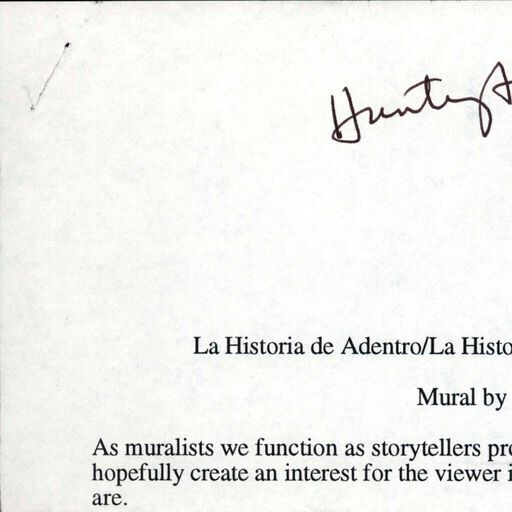 Hunting
La Historia de Adentro/La Histo
Mural by
As muralists we function as storytellers pro
hopefully create an interest for the viewer i
are.